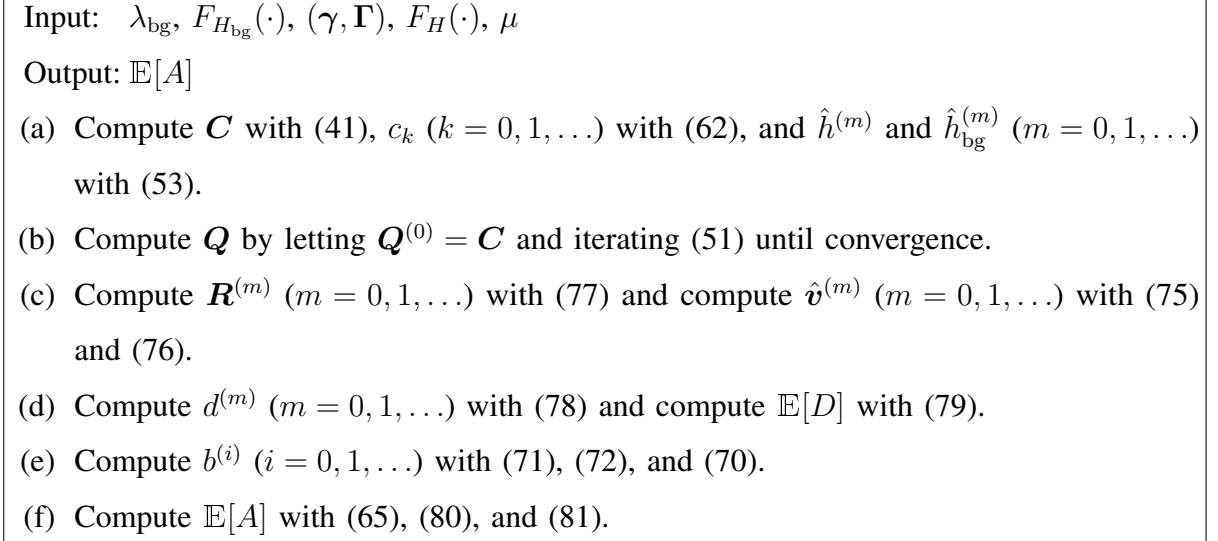 Input: λ_bg, F_{H_bg}(·), (γ, Γ), F_H(·), μ
Output: 𝔼[A]
(a) Compute C with (41), c_k (k = 0, 1, …) with (62), and ĥ^(m) and ĥ_bg^(m) (m = 0, 1, …)
with (53).
(b) Compute Q by letting Q^(0) = C and iterating (51) until convergence.
(c) Compute R^(m) (m = 0, 1, …) with (77) and compute v̂^(m) (m = 0, 1, …) with (75)
and (76).
(d) Compute d^(m) (m = 0, 1, …) with (78) and compute 𝔼[D] with (79).
(e) Compute b^(i) (i = 0, 1, …) with (71), (72), and (70).
(f) Compute 𝔼[A] with (65), (80), and (81).